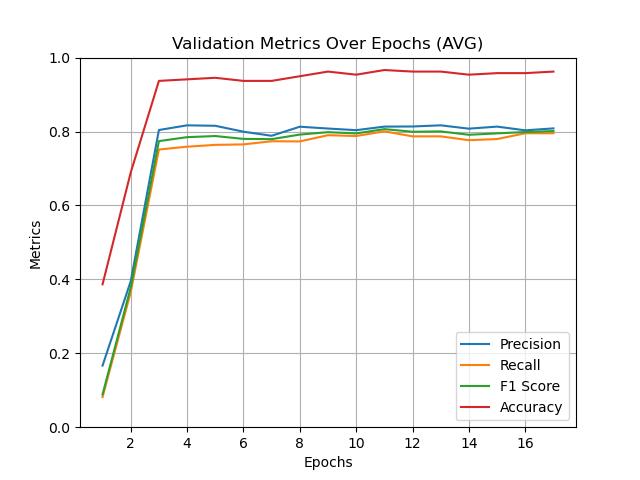 Validation Metrics Over Epochs (AVG)
1.0
0.8
0.6
0.4
0.2
0.0
Metrics
2 4 6 8 10 12 14 16
Epochs
Precision
Recall
F1 Score
Accuracy